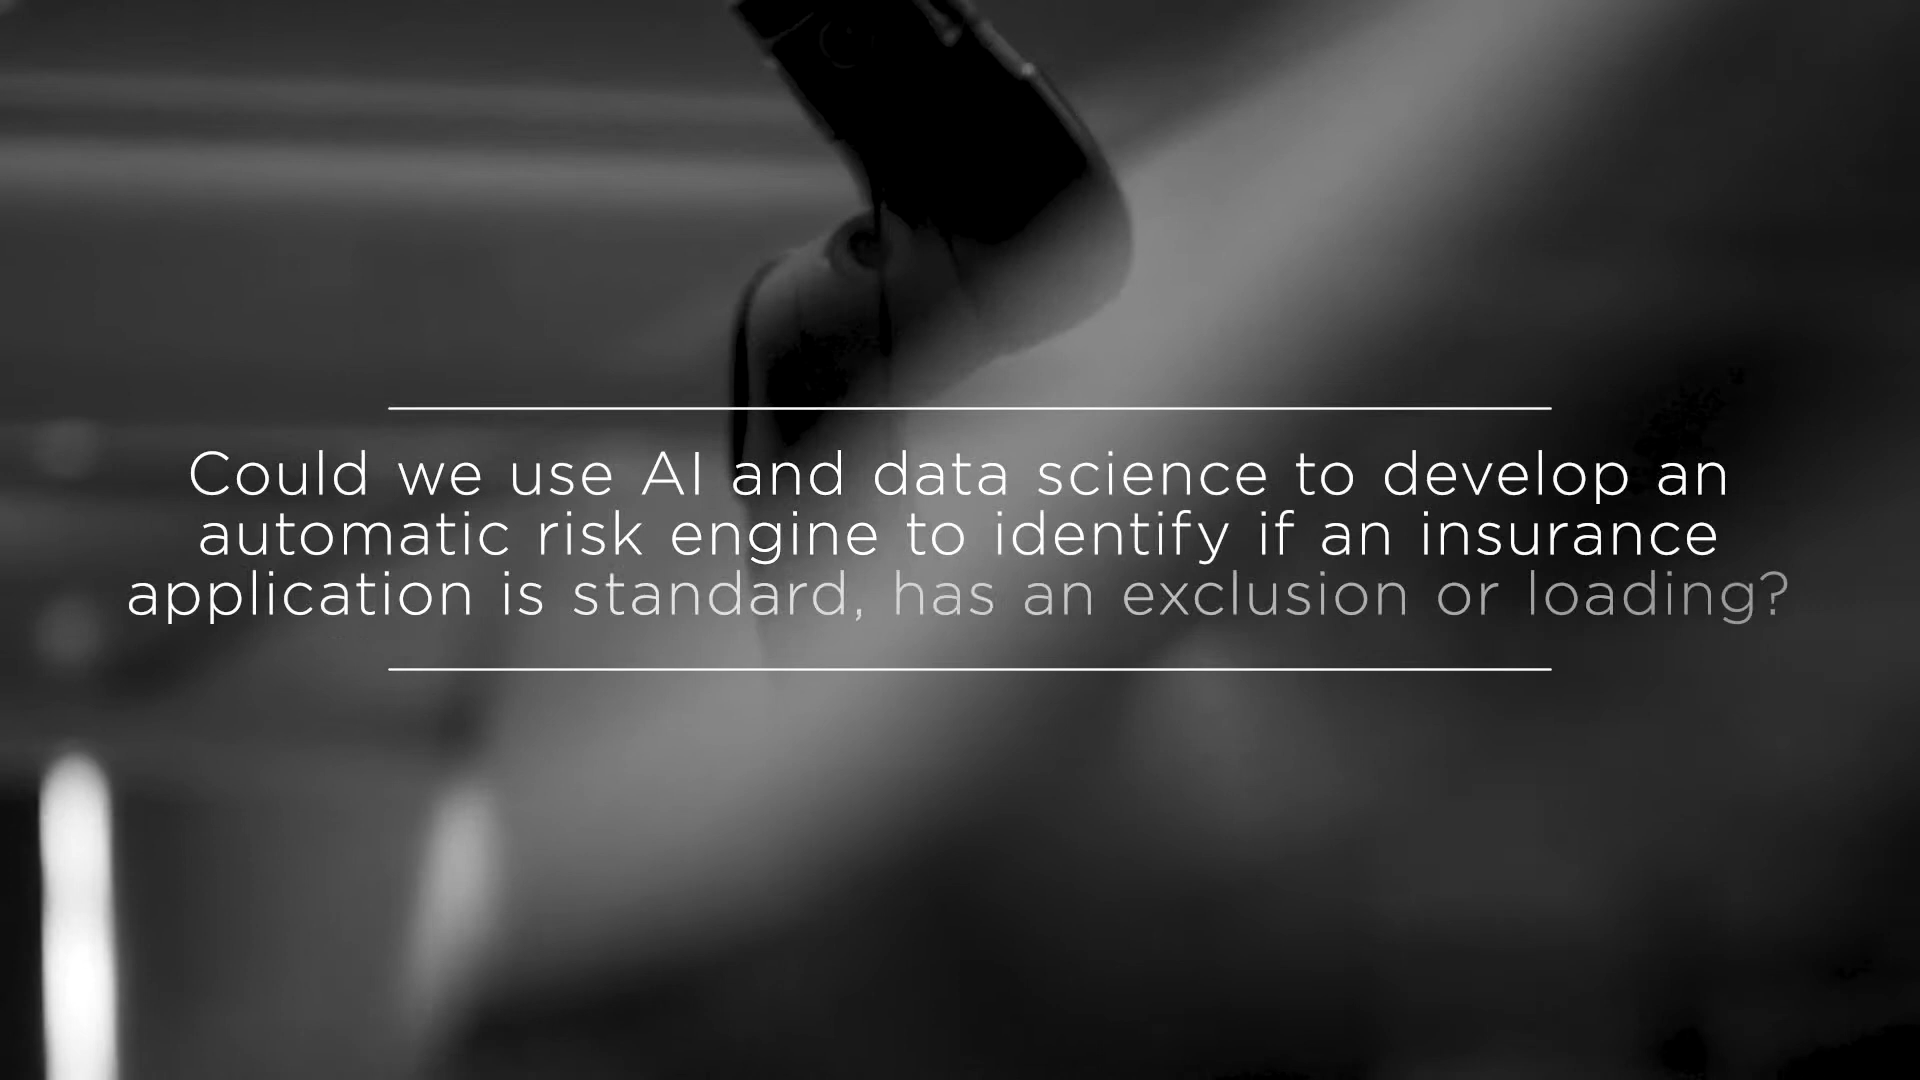 Could we use AI and data science to develop an
automatic risk engine to identify if an insurance
application is standard, has an exclusion or loading?